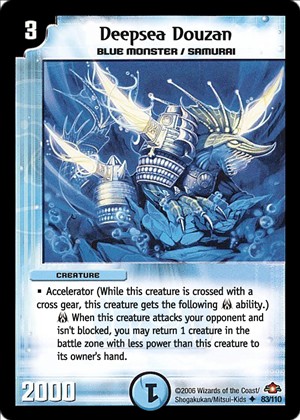 3
Deepsea Douzan
BLUE MONSTER / SAMURAI
CREATURE
▪ Accelerator (While this creature is crossed with a
cross gear, this creature gets the following ability.)
When this creature attacks your opponent and
isn't blocked, you may return 1 creature in the
battle zone with less power than this creature to
its owner's hand.
2000
1
©2006 Wizards of the Coast/
Shogakukan/Mitsui-Kids ♦ 83/110